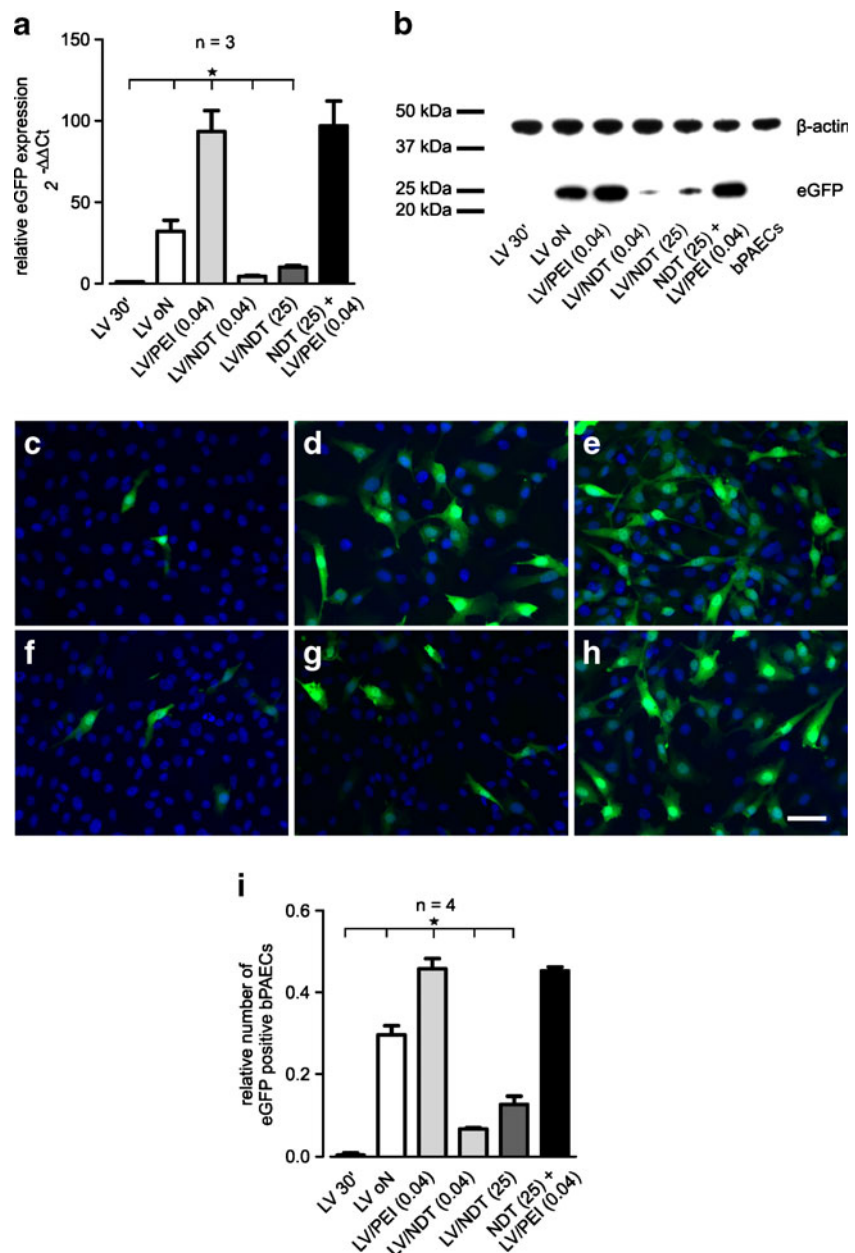 a
150
100
50
0
relative eGFP expression
2 -ΔΔCt
n = 3
★
LV 30'
LV oN
LV/PEI (0.04)
LV/NDT (0.04)
LV/NDT (25)
NDT (25) +
LV/PEI (0.04)
b
50 kDa
37 kDa
25 kDa
20 kDa
β-actin
eGFP
LV 30'
LV oN
LV/PEI (0.04)
LV/NDT (0.04)
LV/NDT (25)
NDT (25) +
LV/PEI (0.04)
bPAECs
c
d
e
f
g
h
i
0.6
0.4
0.2
0.0
relative number of
eGFP positive bPAECs
n = 4
★
LV 30'
LV oN
LV/PEI (0.04)
LV/NDT (0.04)
LV/NDT (25)
NDT (25) +
LV/PEI (0.04)